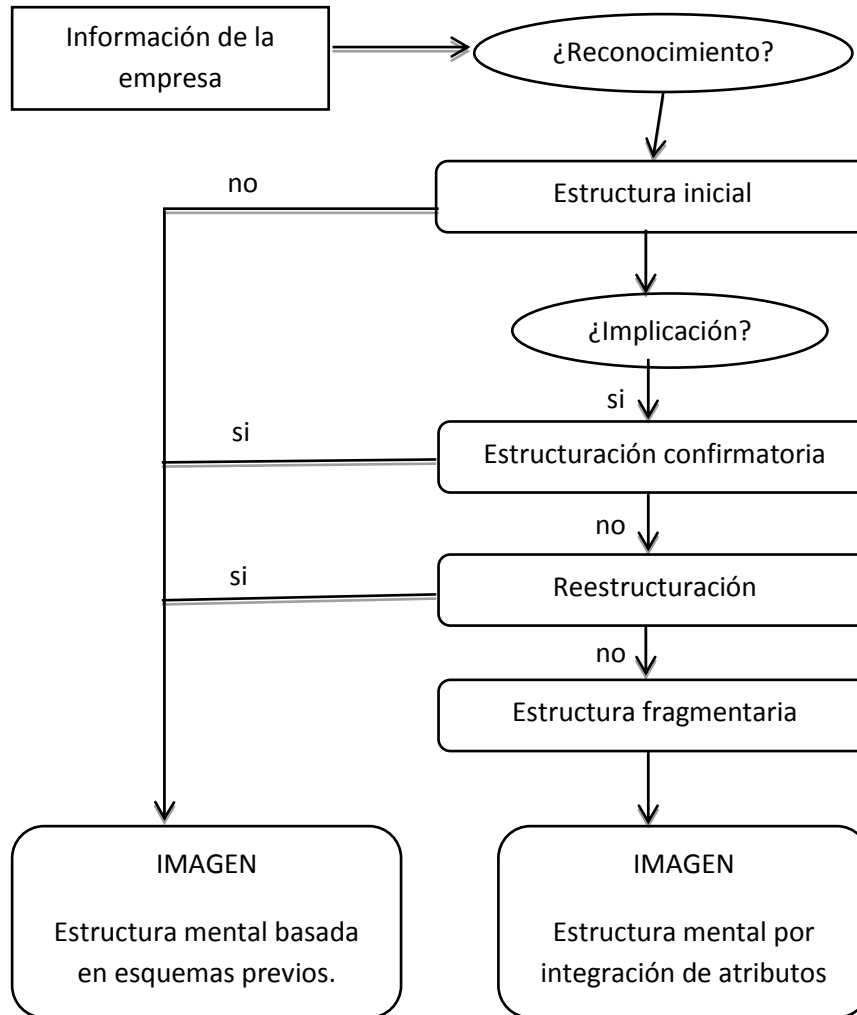 Información de la
empresa
¿Reconocimiento?
no
Estructura inicial
¿Implicación?
si
si
Estructuración confirmatoria
no
si
Reestructuración
no
Estructura fragmentaria
IMAGEN
Estructura mental basada
en esquemas previos.
IMAGEN
Estructura mental por
integración de atributos